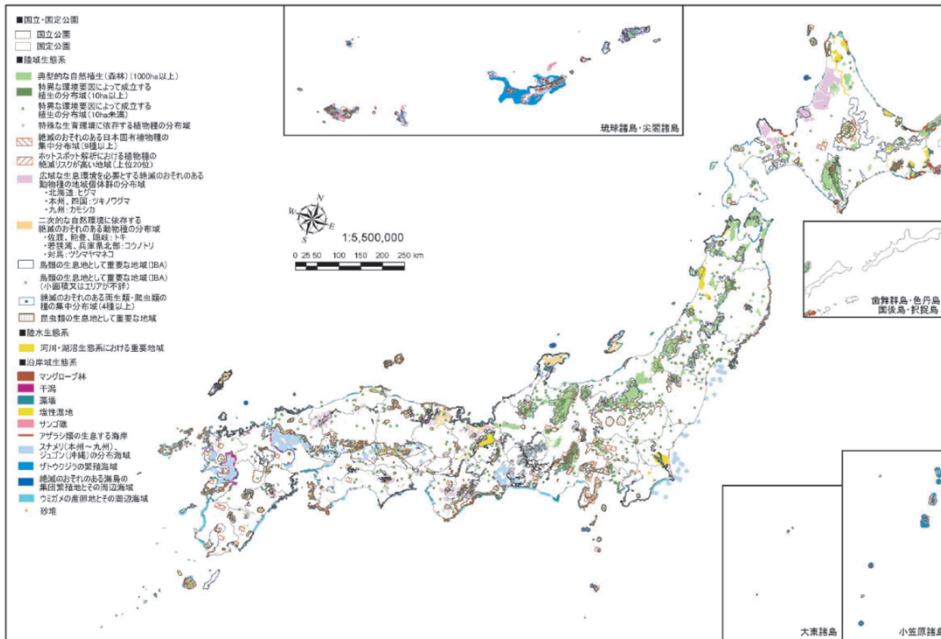 ■国立・国定公園
国立公園
国定公園
■陸域生態系
典型的な自然植生(森林)(1000ha以上)
特異な環境要因によって成立する
植生の分布域(10ha以上)
特異な環境要因によって成立する
植生の分布域(10ha未満)
特殊な生育環境に依存する植物種の分布域
絶滅のおそれのある日本固有植物種の
集中分布域(9種以上)
ホットスポット解析における植物種の
絶滅リスクが高い地域(上位20位)
広域な生息環境を必要とする絶滅のおそれのある
動物種の地域個体群の分布域
・北海道:ヒグマ
・本州、四国:ツキノワグマ
・九州:カモシカ
二次的な自然環境に依存する
絶滅のおそれのある動物種の分布域
・佐渡、能登、隠岐:トキ
・若狭湾、兵庫県北部:コウノトリ
・対馬:ツシマヤマネコ
鳥類の生息地として重要な地域(IBA)
鳥類の生息地として重要な地域(IBA)
(小面積又はエリアが不詳)
絶滅のおそれのある両生類・爬虫類の
種の集中分布域(4種以上)
昆虫類の生息地として重要な地域
■陸水生態系
河川・湖沼生態系における重要地域
■沿岸域生態系
マングローブ林
干潟
藻場
塩性湿地
サンゴ礁
アザラシ類の生息する海岸
スナメリ(本州~九州)、
ジュゴン(沖縄)の分布海域
ザトウクジラの繁殖海域
絶滅のおそれのある海鳥の
集団繁殖地とその周辺海域
ウミガメの産卵地とその周辺海域
砂堆
琉球諸島・尖閣諸島
N
W
E
S
1:5,500,000
0 25 50 100 150 200 250 km
歯舞群島・色丹島
国後島・択捉島
大東諸島
小笠原諸島